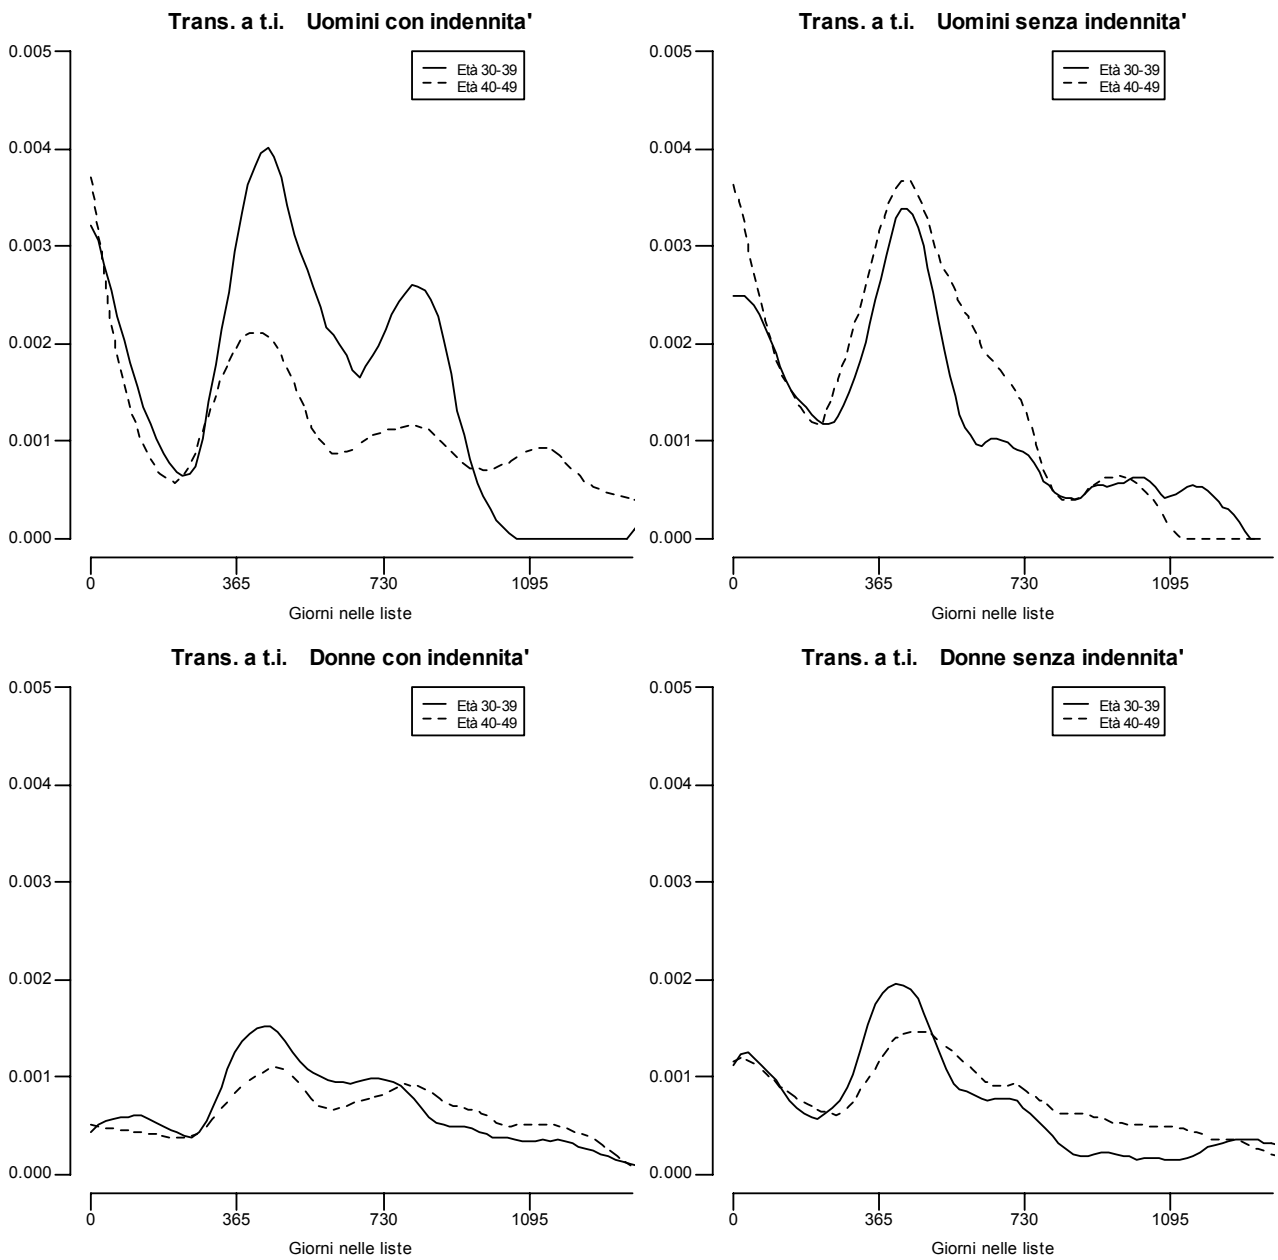 Trans. a t.i. Uomini con indennita'
Età 30-39
Età 40-49
0.005
0.004
0.003
0.002
0.001
0.000
0 365 730 1095
Giorni nelle liste
Trans. a t.i. Uomini senza indennita'
Età 30-39
Età 40-49
0.005
0.004
0.003
0.002
0.001
0.000
0 365 730 1095
Giorni nelle liste
Trans. a t.i. Donne con indennita'
Età 30-39
Età 40-49
0.005
0.004
0.003
0.002
0.001
0.000
0 365 730 1095
Giorni nelle liste
Trans. a t.i. Donne senza indennita'
Età 30-39
Età 40-49
0.005
0.004
0.003
0.002
0.001
0.000
0 365 730 1095
Giorni nelle liste